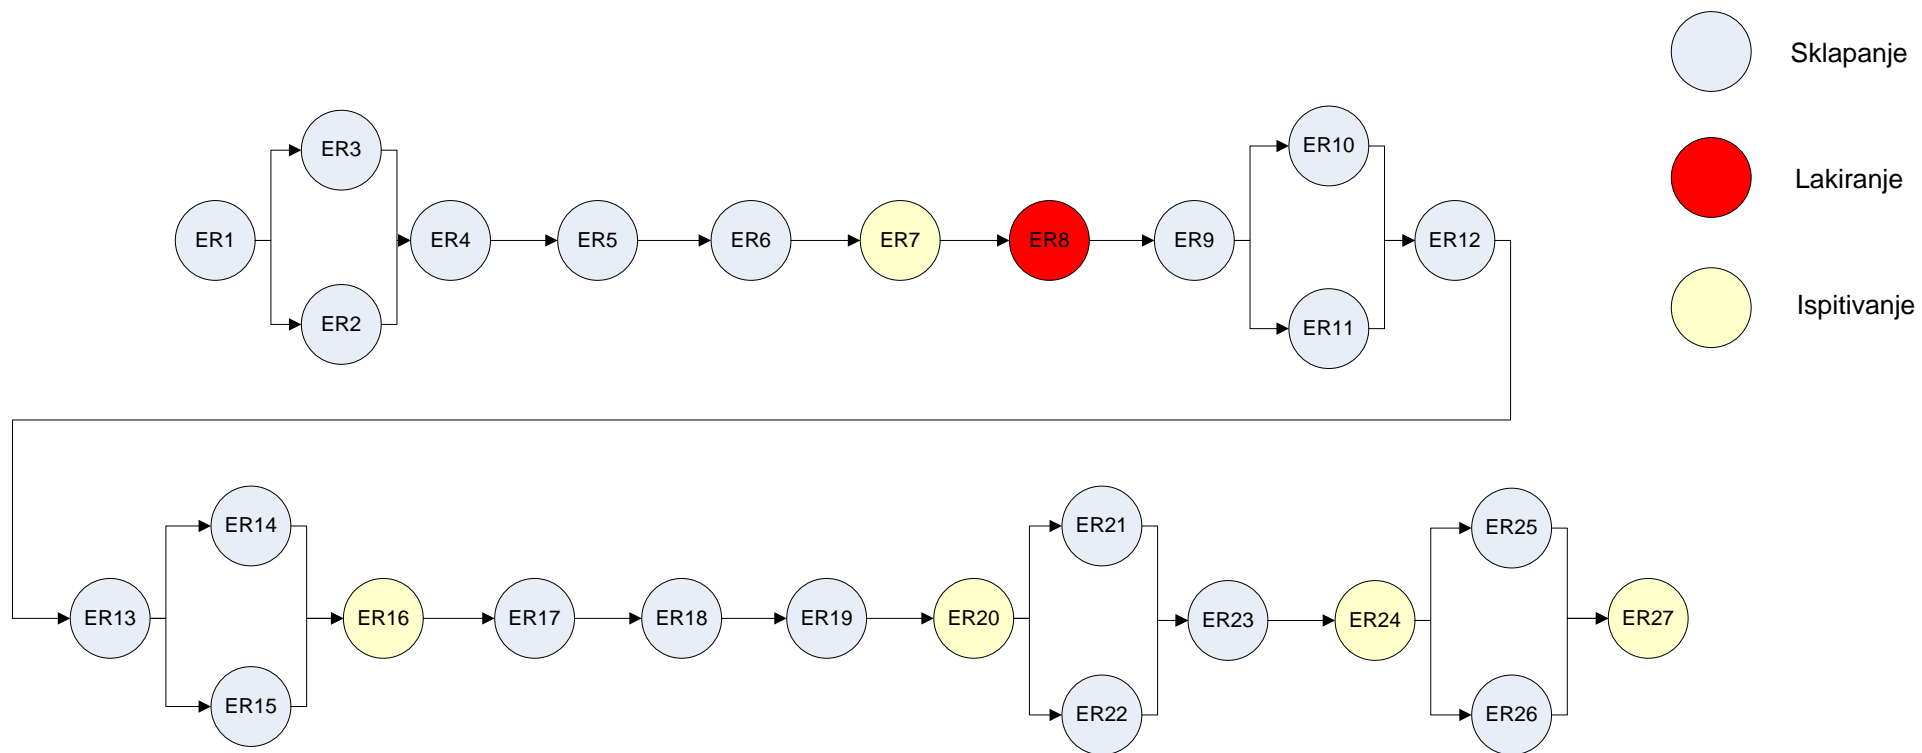 Sklapanje
ER3
ER10
Lakiranje
ER1
ER4
ER5
ER6
ER7
ER8
ER9
ER12
ER2
ER11
Ispitivanje
ER14
ER21
ER25
ER13
ER16
ER17
ER18
ER19
ER20
ER23
ER24
ER27
ER15
ER22
ER26